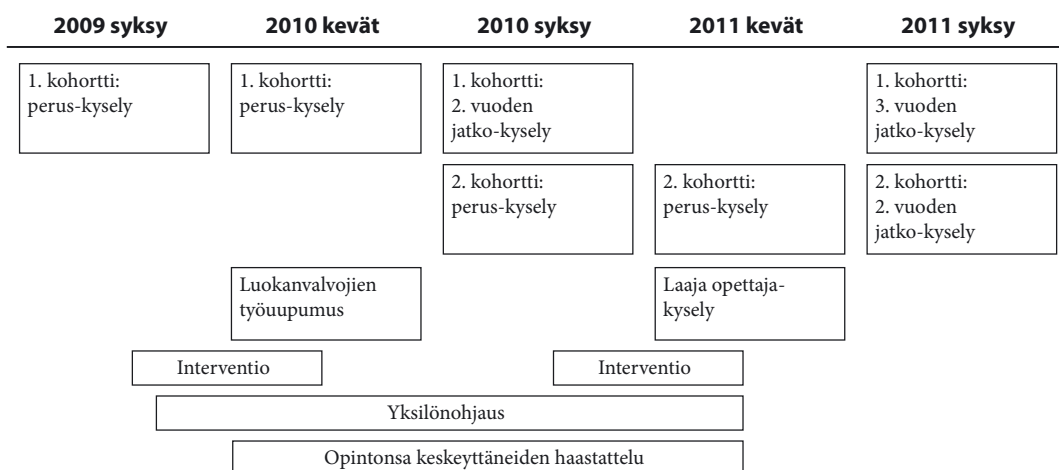 2009 syksy
2010 kevät
2010 syksy
2011 kevät
2011 syksy
1. kohortti:
perus-kysely
1. kohortti:
perus-kysely
1. kohortti:
2. vuoden
jatko-kysely
1. kohortti:
3. vuoden
jatko-kysely
2. kohortti:
perus-kysely
2. kohortti:
perus-kysely
2. kohortti:
2. vuoden
jatko-kysely
Luokanvalvojien
työuupumus
Laaja opettaja-
kysely
Interventio
Interventio
Yksilönohjaus
Opintonsa keskeyttäneiden haastattelu